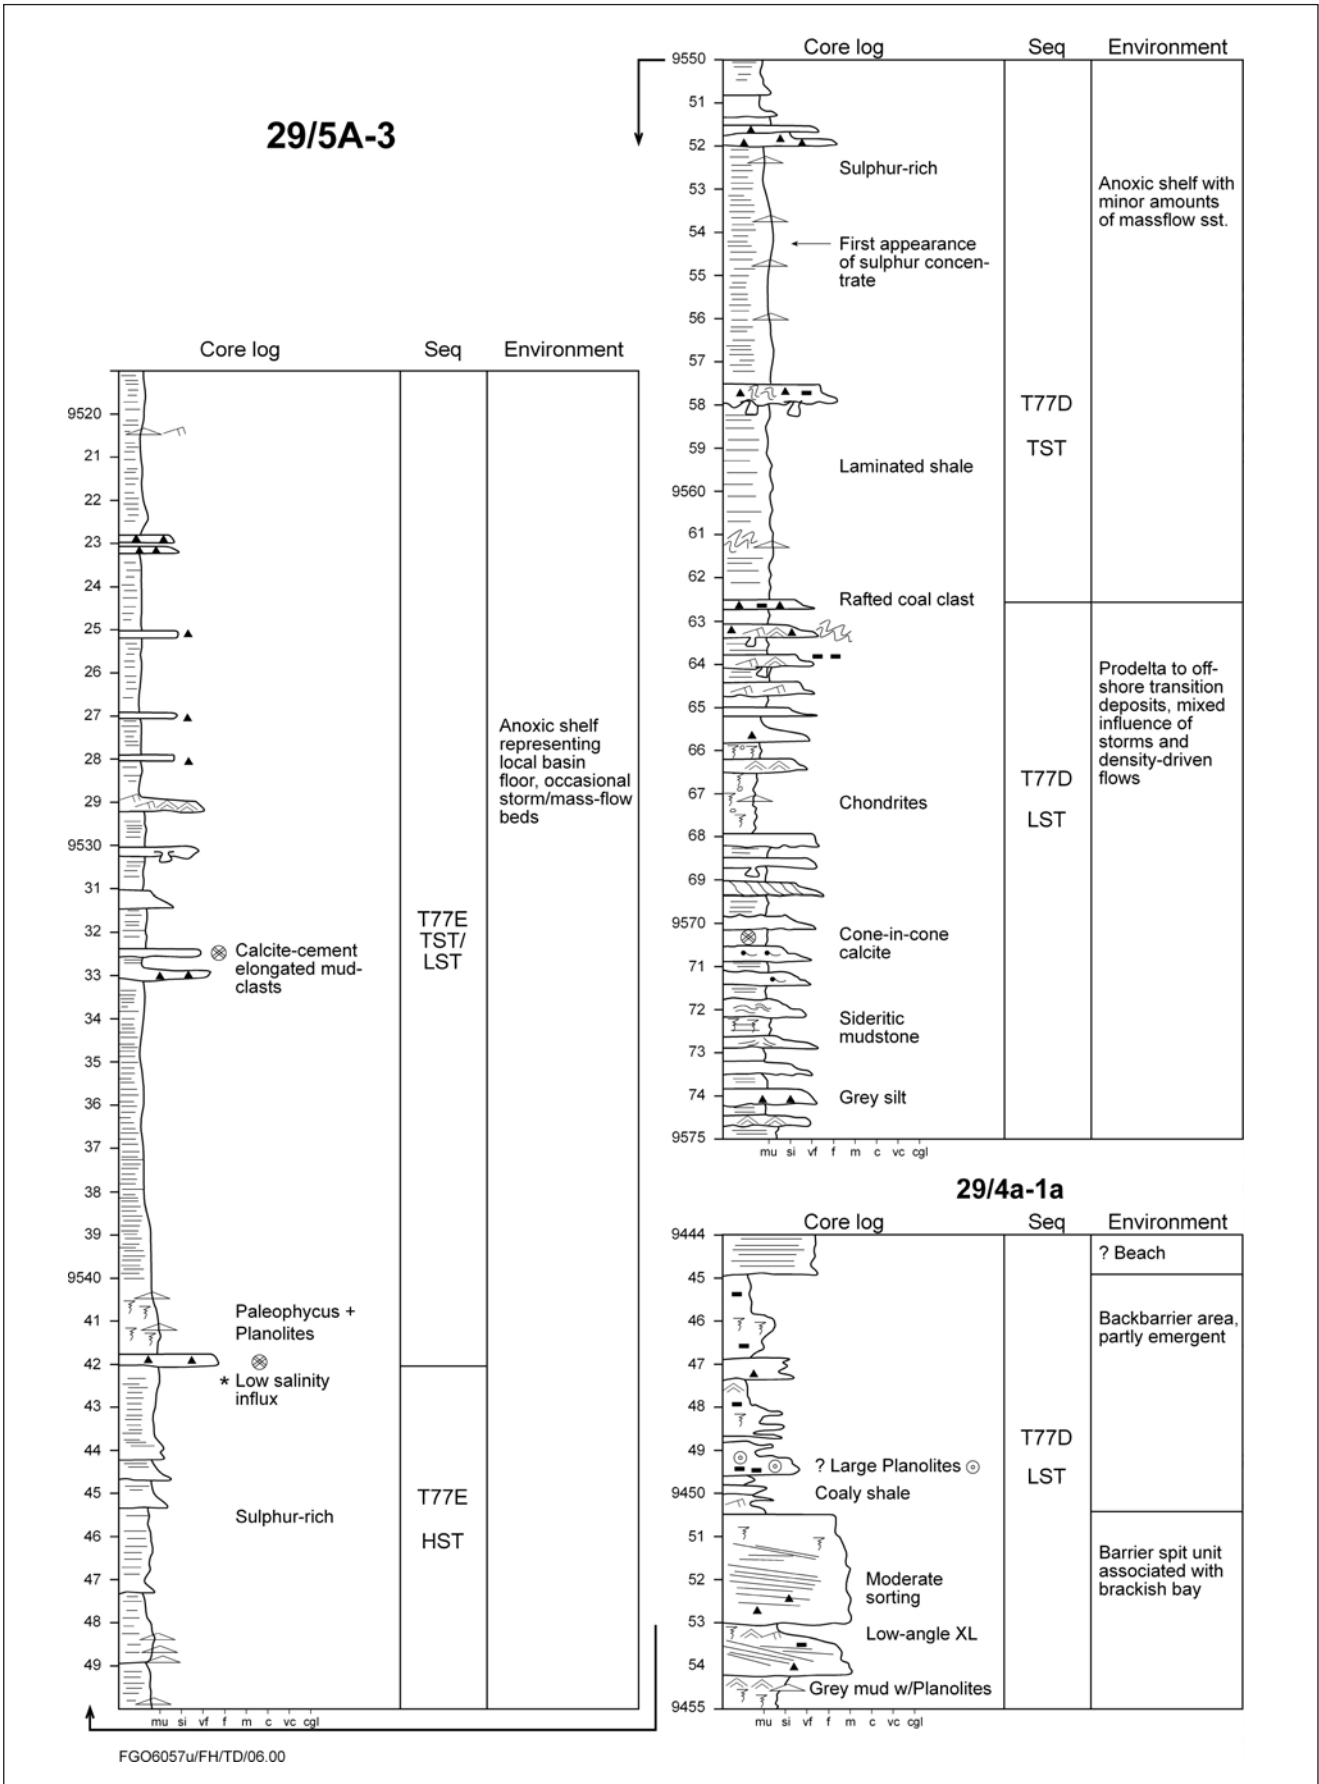 29/5A-3
Core log Seq Environment
9520
21
22
23
24
25
26
27
28
29
9530
31
32
33
34
35
36
37
38
39
9540
41
42
43
44
45
46
47
48
49
Calcite-cement
elongated mud-
clasts
Paleophycus +
Planolites
* Low salinity
influx
Sulphur-rich
T77E
TST/
LST
T77E
HST
Anoxic shelf
representing
local basin
floor, occasional
storm/mass-flow
beds
mu si vf f m c vc cgl
Core log Seq Environment
9550
51
52
53
54
55
56
57
58
59
9560
61
62
63
64
65
66
67
68
69
9570
71
72
73
74
9575
Sulphur-rich
First appearance
of sulphur concen-
trate
Laminated shale
Rafted coal clast
Chondrites
Cone-in-cone
calcite
Sideritic
mudstone
Grey silt
T77D
TST
T77D
LST
Anoxic shelf with
minor amounts
of massflow sst.
Prodelta to off-
shore transition
deposits, mixed
influence of
storms and
density-driven
flows
mu si vf f m c vc cgl
29/4a-1a
Core log Seq Environment
9444
45
46
47
48
49
9450
51
52
53
54
9455
? Large Planolites
Coaly shale
Moderate
sorting
Low-angle XL
Grey mud w/Planolites
T77D
LST
? Beach
Backbarrier area,
partly emergent
Barrier spit unit
associated with
brackish bay
mu si vf f m c vc cgl
FGO6057u/FH/TD/06.00